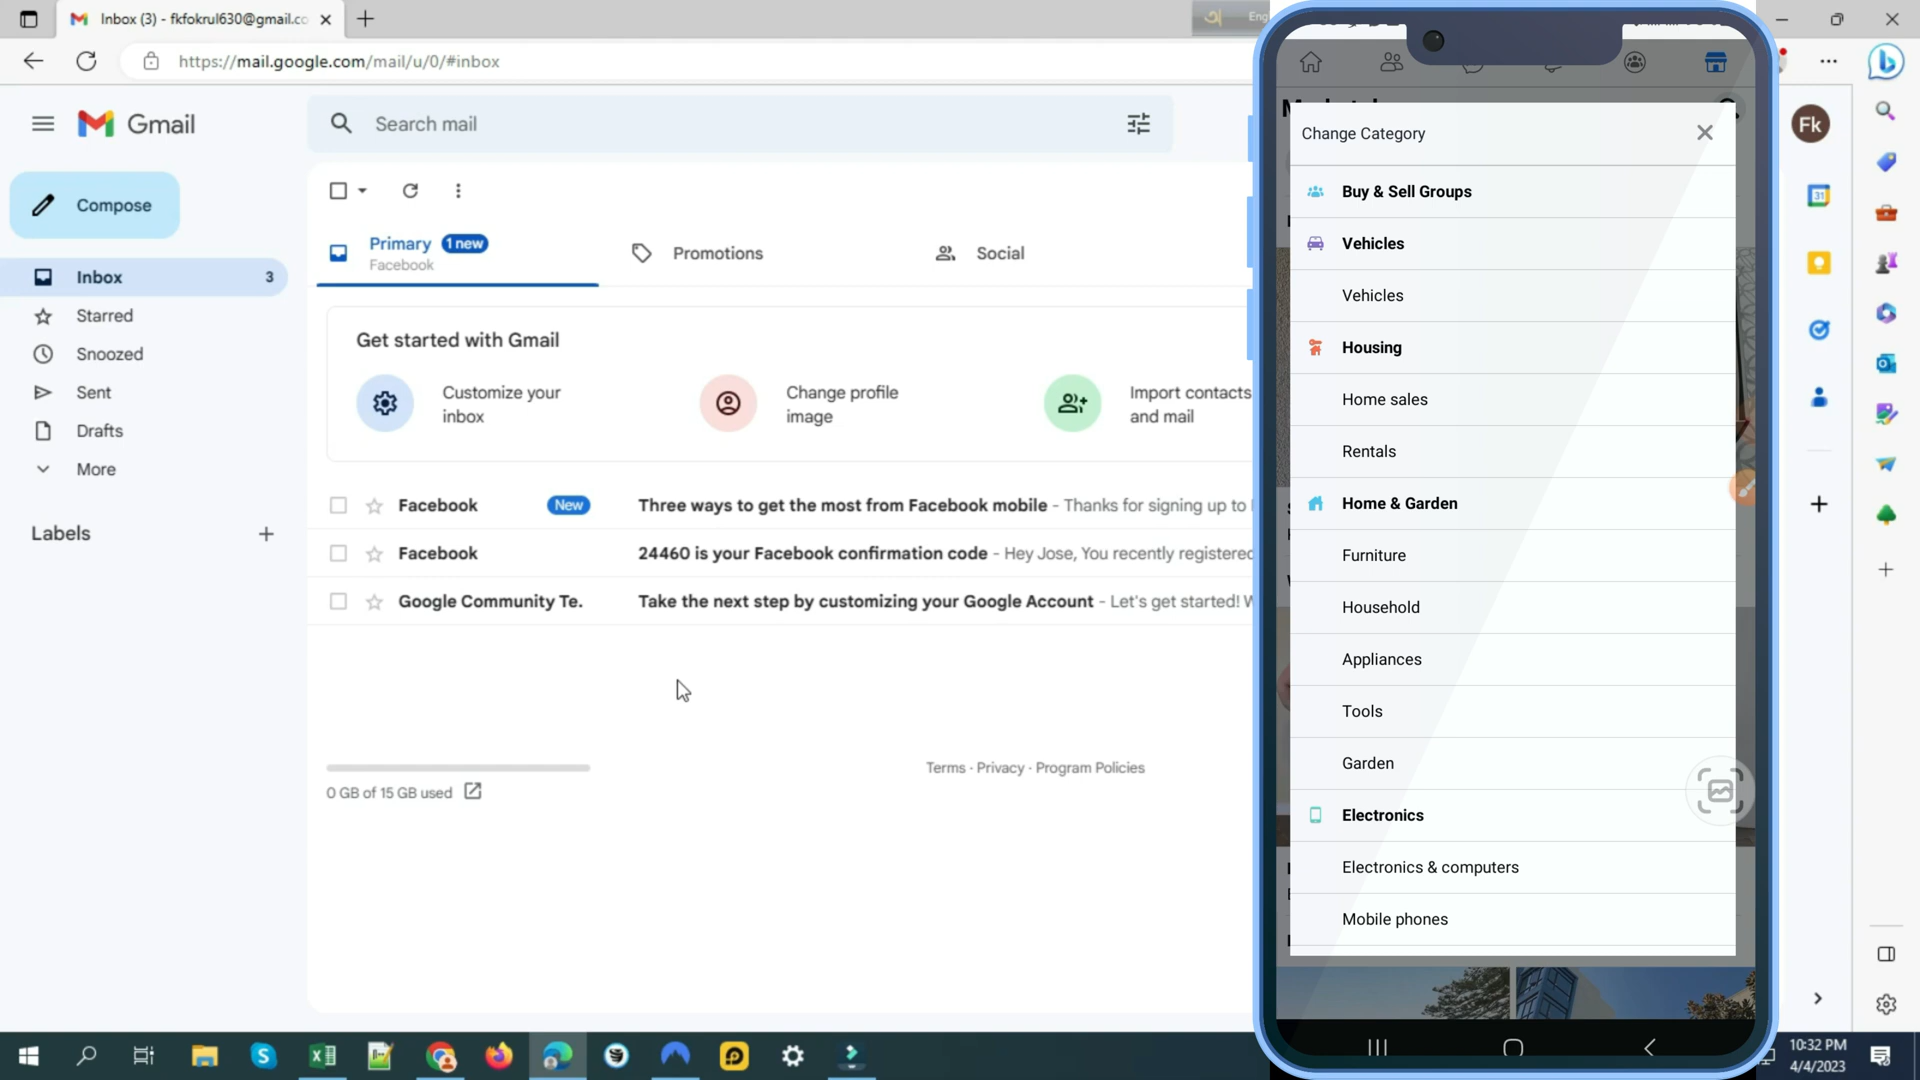 Inbox (3) - fkfokrul630@gmail.co
Eng
https://mail.google.com/mail/u/0/#inbox
Gmail
Search mail
Fk
Compose
Primary
1 new
Facebook
Promotions
Social
Inbox
3
Starred
Snoozed
Sent
Drafts
More
Labels
Get started with Gmail
Customize your
inbox
Change profile
image
Import contacts
and mail
Facebook New Three ways to get the most from Facebook mobile - Thanks for signing up to
Facebook 24460 is your Facebook confirmation code - Hey Jose, You recently registered
Google Community Te. Take the next step by customizing your Google Account - Let's get started! W
0 GB of 15 GB used
Terms · Privacy · Program Policies
Change Category
Buy & Sell Groups
Vehicles
Vehicles
Housing
Home sales
Rentals
Home & Garden
Furniture
Household
Appliances
Tools
Garden
Electronics
Electronics & computers
Mobile phones
31
10:32 PM
4/4/2023